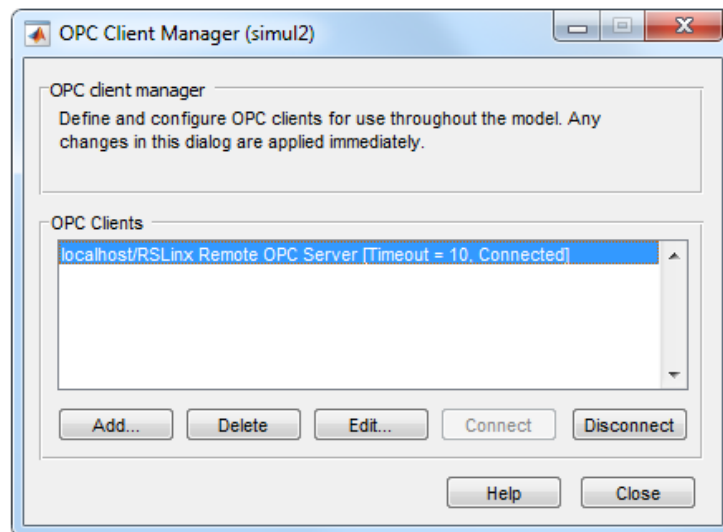 OPC Client Manager (simul2)
OPC client manager
Define and configure OPC clients for use throughout the model. Any
changes in this dialog are applied immediately.
OPC Clients
localhost/RSLinx Remote OPC Server [Timeout = 10, Connected]
Add... Delete Edit... Connect Disconnect
Help Close